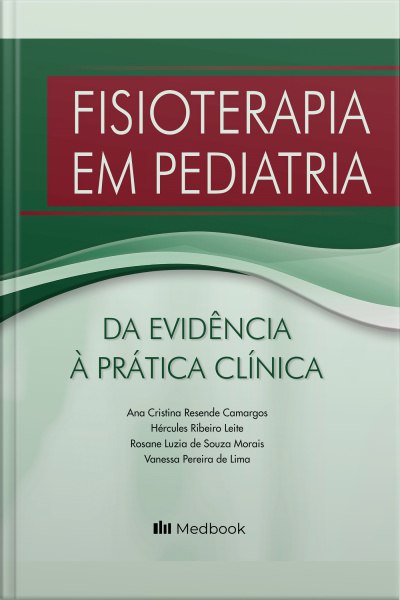 FISIOTERAPIA
EM PEDIATRIA
DA EVIDÊNCIA
À PRÁTICA CLÍNICA
Ana Cristina Resende Camargos
Hércules Ribeiro Leite
Rosane Luzia de Souza Morais
Vanessa Pereira de Lima
Medbook